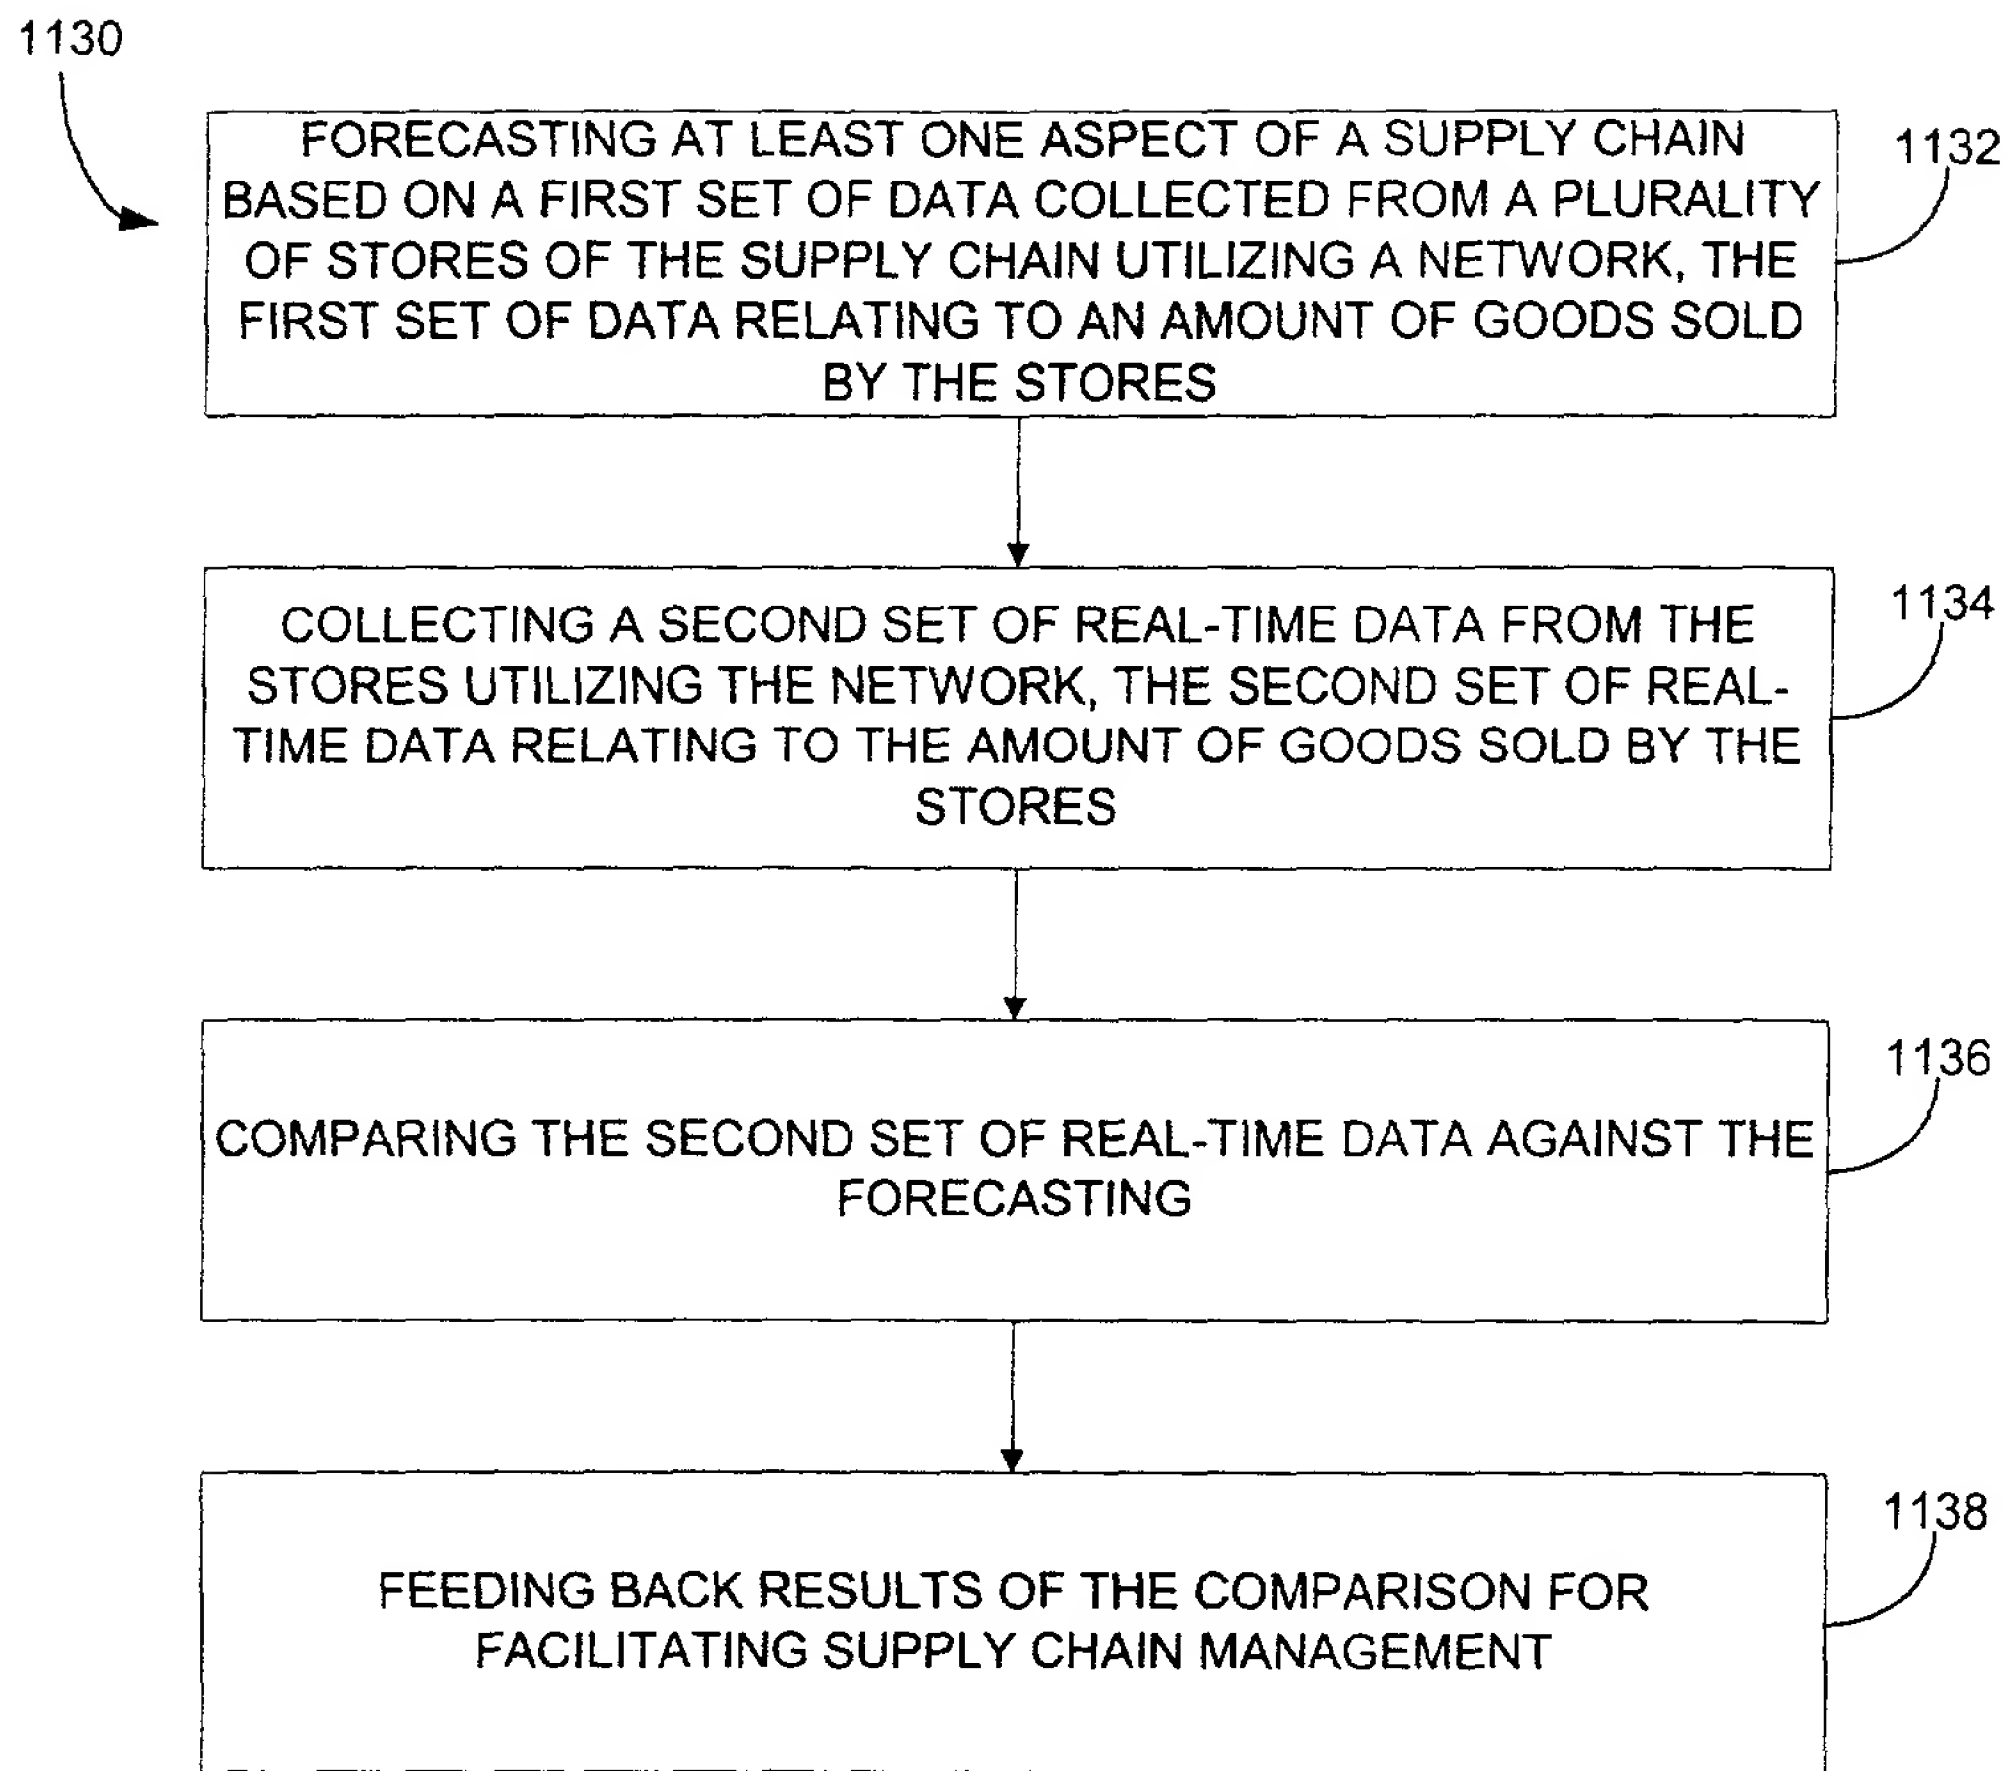 1130
FORECASTING AT LEAST ONE ASPECT OF A SUPPLY CHAIN
BASED ON A FIRST SET OF DATA COLLECTED FROM A PLURALITY
OF STORES OF THE SUPPLY CHAIN UTILIZING A NETWORK, THE
FIRST SET OF DATA RELATING TO AN AMOUNT OF GOODS SOLD
BY THE STORES
1132
COLLECTING A SECOND SET OF REAL-TIME DATA FROM THE
STORES UTILIZING THE NETWORK, THE SECOND SET OF REAL-
TIME DATA RELATING TO THE AMOUNT OF GOODS SOLD BY THE
STORES
1134
COMPARING THE SECOND SET OF REAL-TIME DATA AGAINST THE
FORECASTING
1136
FEEDING BACK RESULTS OF THE COMPARISON FOR
FACILITATING SUPPLY CHAIN MANAGEMENT
1138